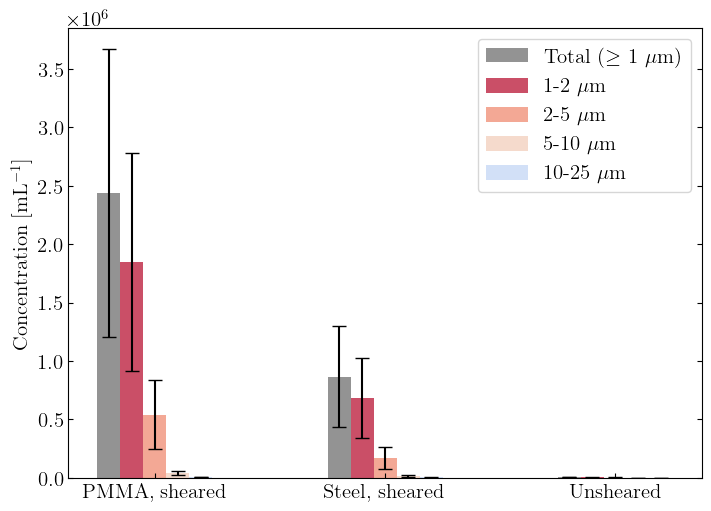 ×10⁶
Concentration [mL⁻¹]
3.5
3.0
2.5
2.0
1.5
1.0
0.5
0.0
Total (≥ 1 μm)
1-2 μm
2-5 μm
5-10 μm
10-25 μm
PMMA, sheared
Steel, sheared
Unsheared